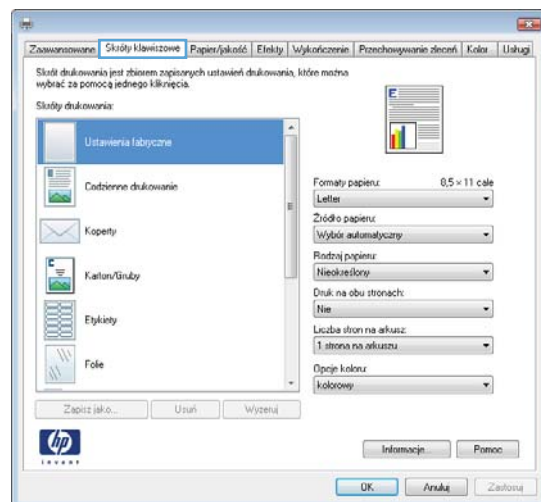 Zaawansowane Skróty klawiszowe Papier/jakość Efekty Wykończenie Przechowywanie zleceń Kolor Usługi
Skrót drukowania jest zbiorem zapisanych ustawień drukowania, które można
wybrać za pomocą jednego kliknięcia.
Skróty drukowania:
Ustawienia fabryczne
Codzienne drukowanie
Koperty
Karton/Gruby
Etykiety
Folie
Zapisz jako...
Usuń
Wyzeruj
E
Formaty papieru: 8,5 × 11 cale
Letter
Źródło papieru:
Wybór automatyczny
Rodzaj papieru:
Nieokreślony
Druk na obu stronach:
Nie
Liczba stron na arkusz:
1 strona na arkuszu
Opcje koloru:
kolorowy
hp
invent
Informacje...
Pomoc
OK
Anuluj
Zastosuj